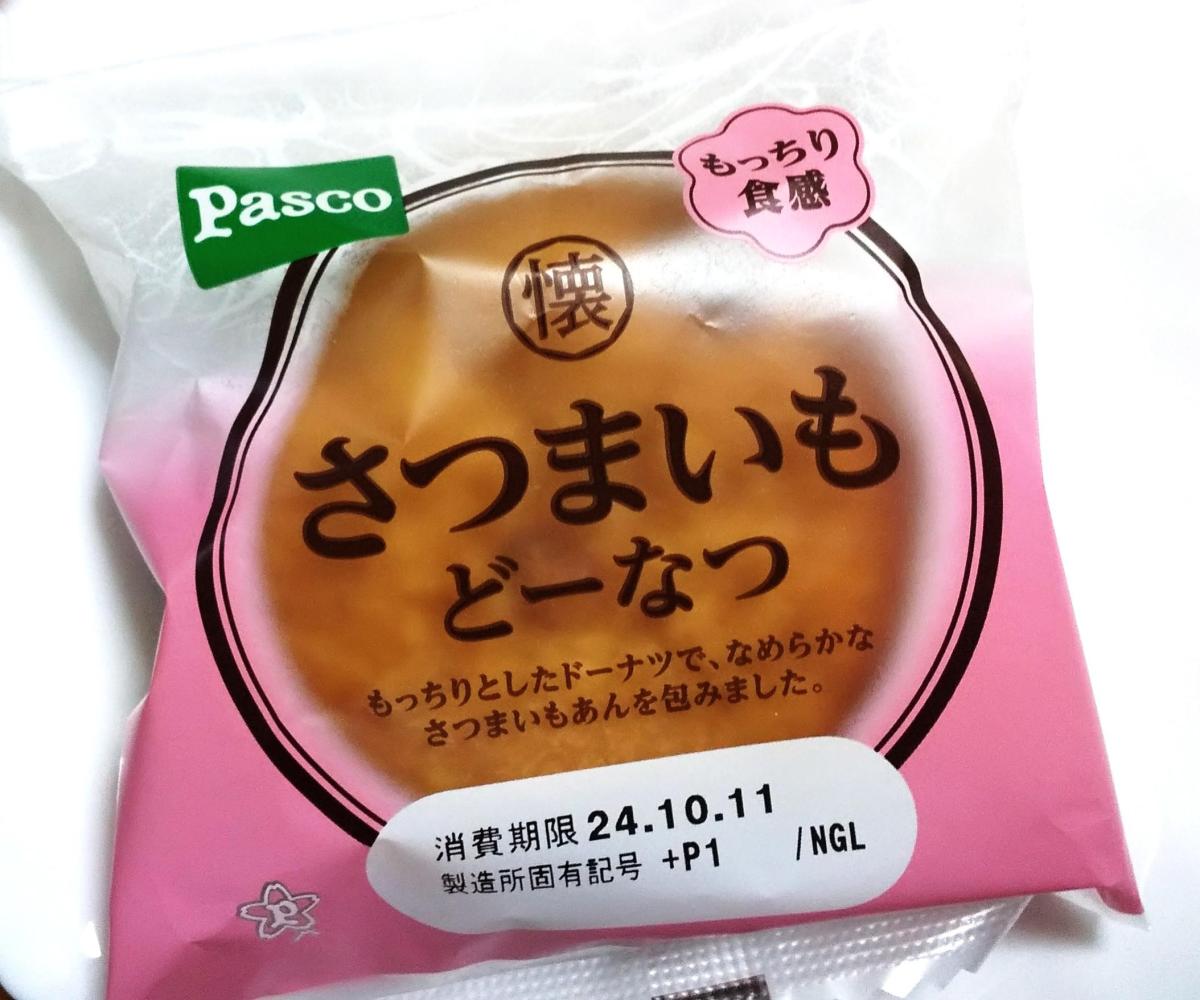 Pasco
もっちり
食感
懐
さつまいも
どーなつ
もっちりとしたドーナツで、なめらかな
さつまいもあんを包みました。
消費期限 24.10.11
製造所固有記号 +P1 /NGL
P